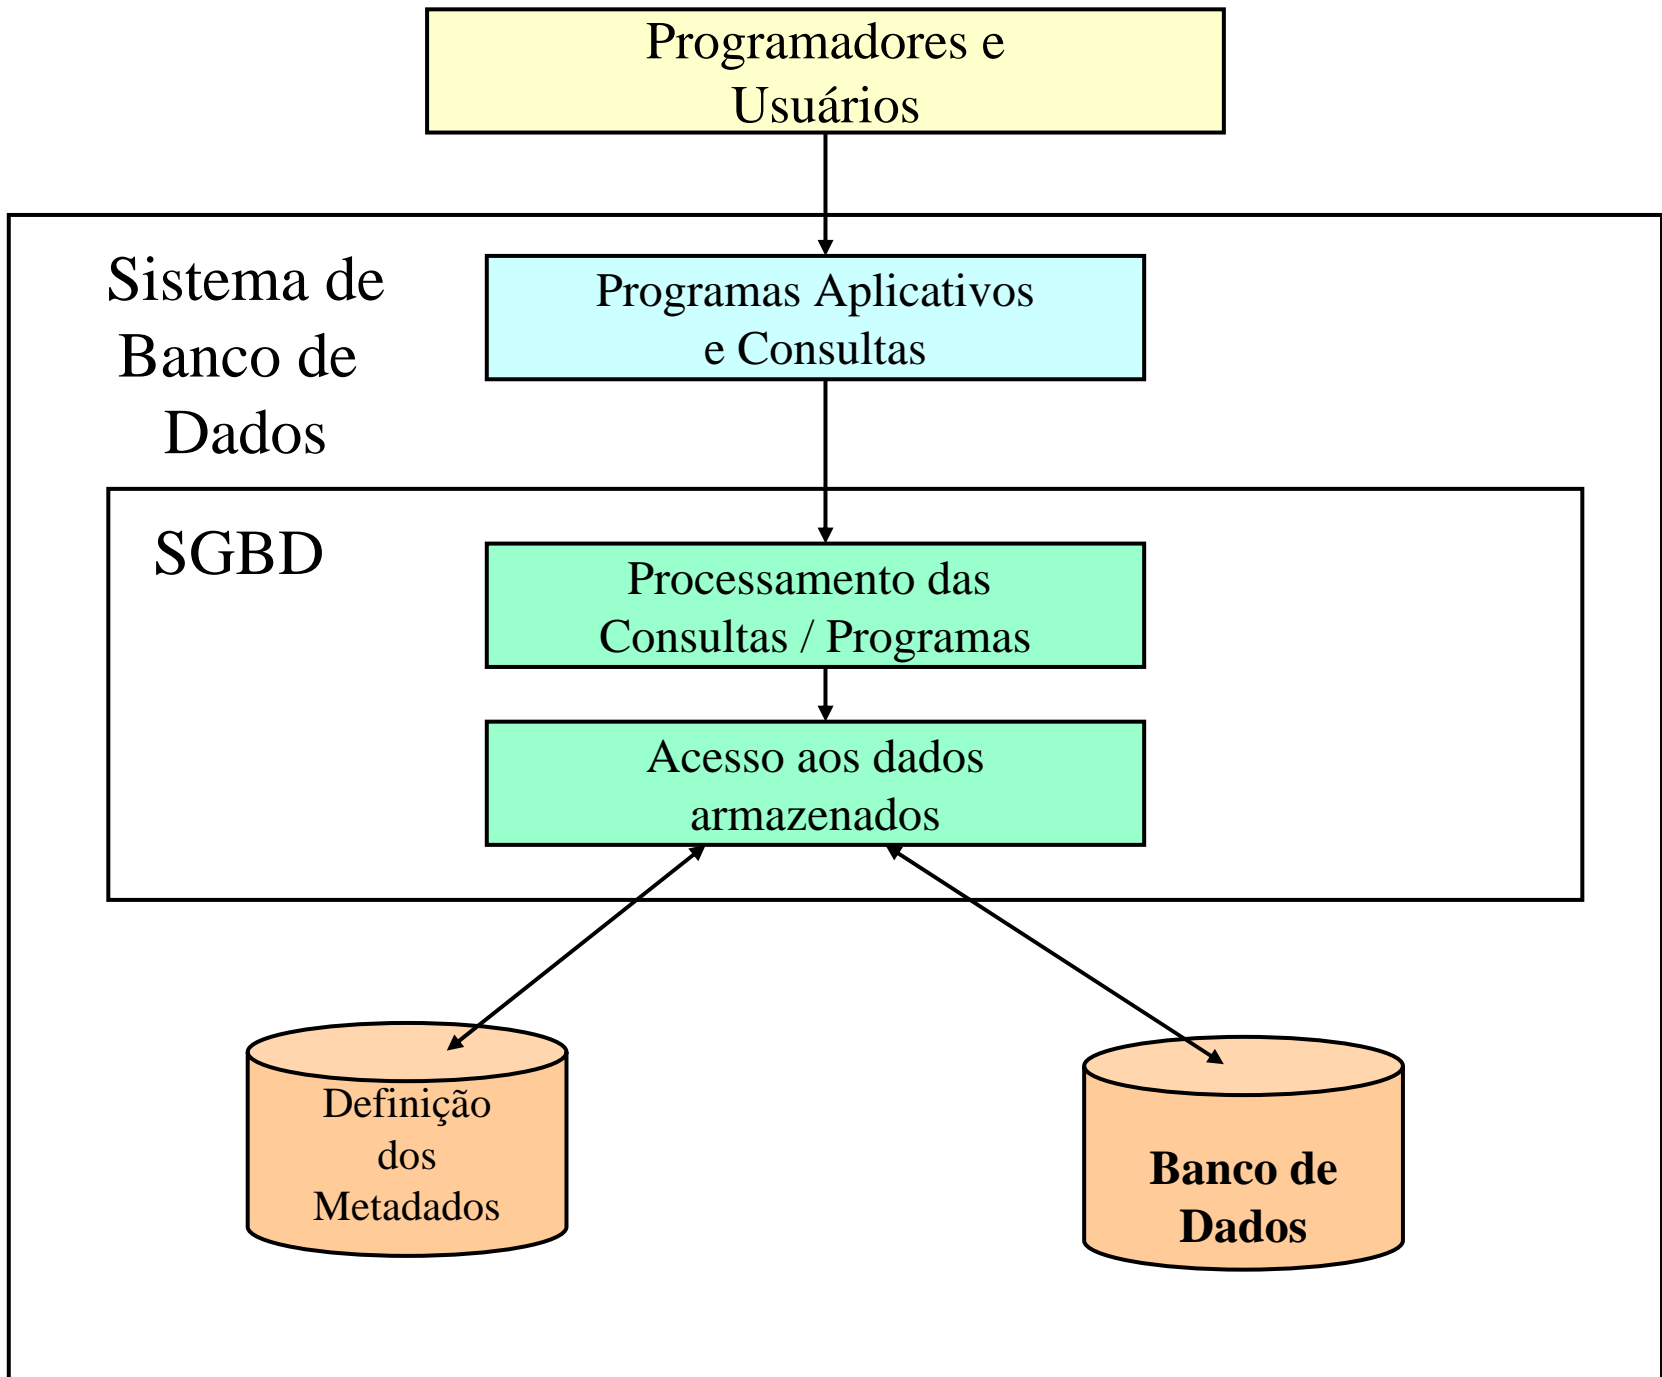 Programadores e
Usuários
Sistema de
Banco de
Dados
Programas Aplicativos
e Consultas
SGBD
Processamento das
Consultas / Programas
Acesso aos dados
armazenados
Definição
dos
Metadados
Banco de
Dados